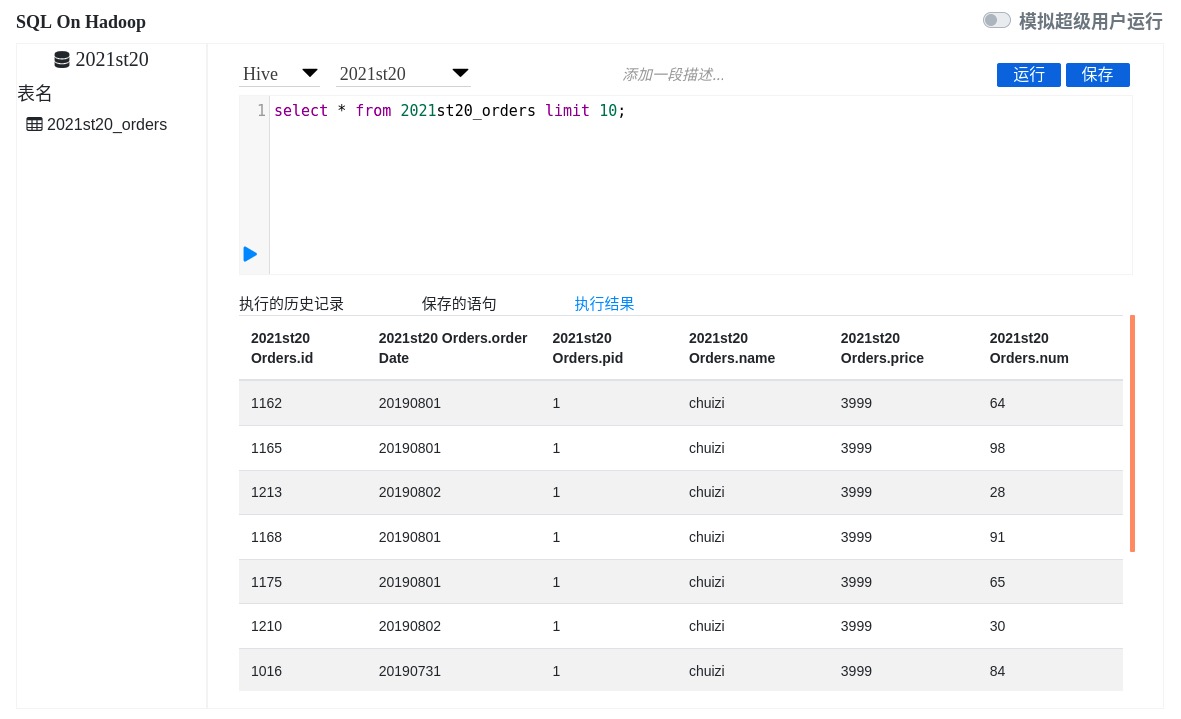 SQL On Hadoop
模拟超级用户运行
2021st20
表名
2021st20_orders
Hive
2021st20
添加一段描述...
运行
保存
1 select * from 2021st20_orders limit 10;
执行的历史记录 保存的语句 执行结果
2021st20 Orders.id 2021st20 Orders.order Date 2021st20 Orders.pid 2021st20 Orders.name 2021st20 Orders.price 2021st20 Orders.num
1162 20190801 1 chuizi 3999 64
1165 20190801 1 chuizi 3999 98
1213 20190802 1 chuizi 3999 28
1168 20190801 1 chuizi 3999 91
1175 20190801 1 chuizi 3999 65
1210 20190802 1 chuizi 3999 30
1016 20190731 1 chuizi 3999 84